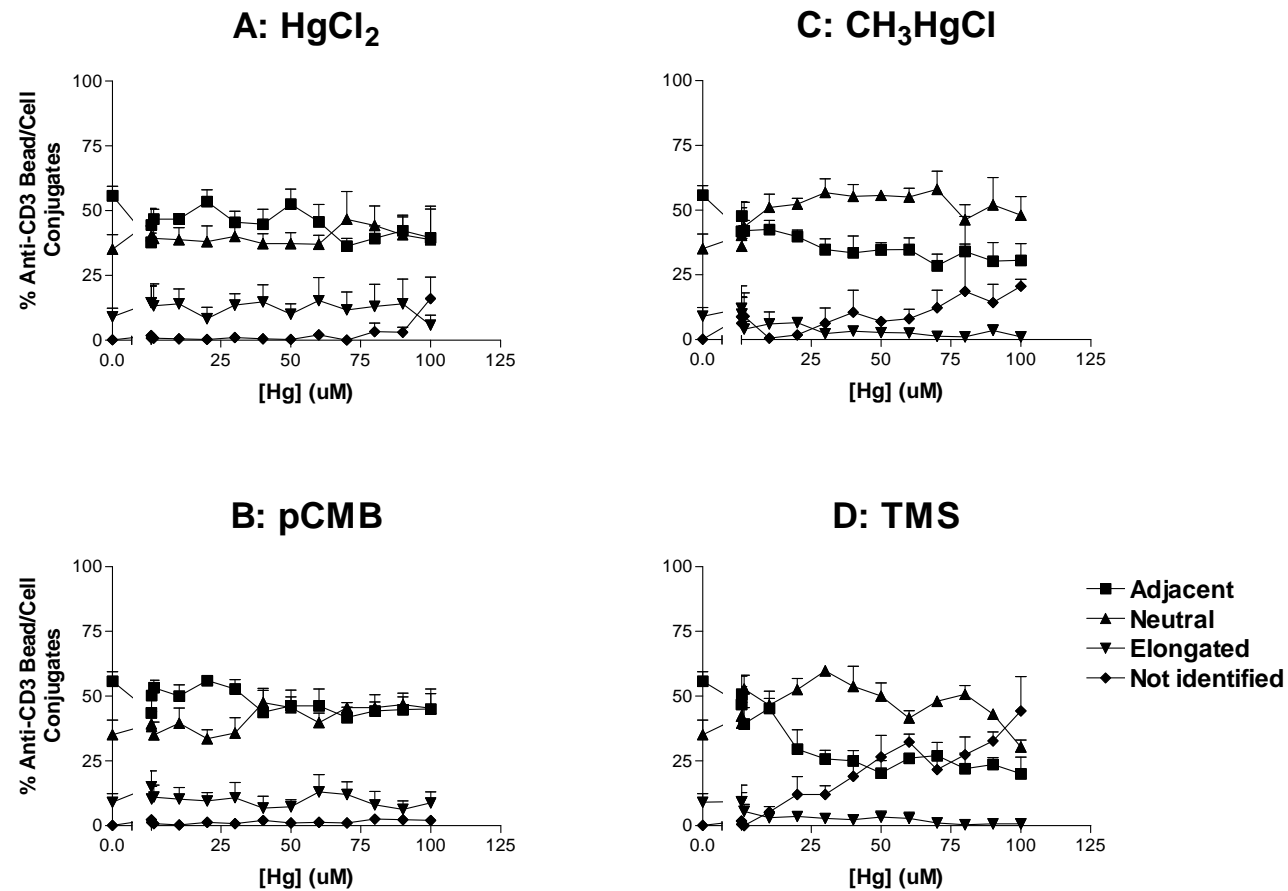 A: HgCl2
100
75
50
25
0
% Anti-CD3 Bead/Cell
Conjugates
0.0 25 50 75 100 125
[Hg] (uM)
C: CH3HgCl
100
75
50
25
0
0.0 25 50 75 100 125
[Hg] (uM)
B: pCMB
100
75
50
25
0
% Anti-CD3 Bead/Cell
Conjugates
0.0 25 50 75 100 125
[Hg] (uM)
D: TMS
100
75
50
25
0
0.0 25 50 75 100 125
[Hg] (uM)
Adjacent
Neutral
Elongated
Not identified